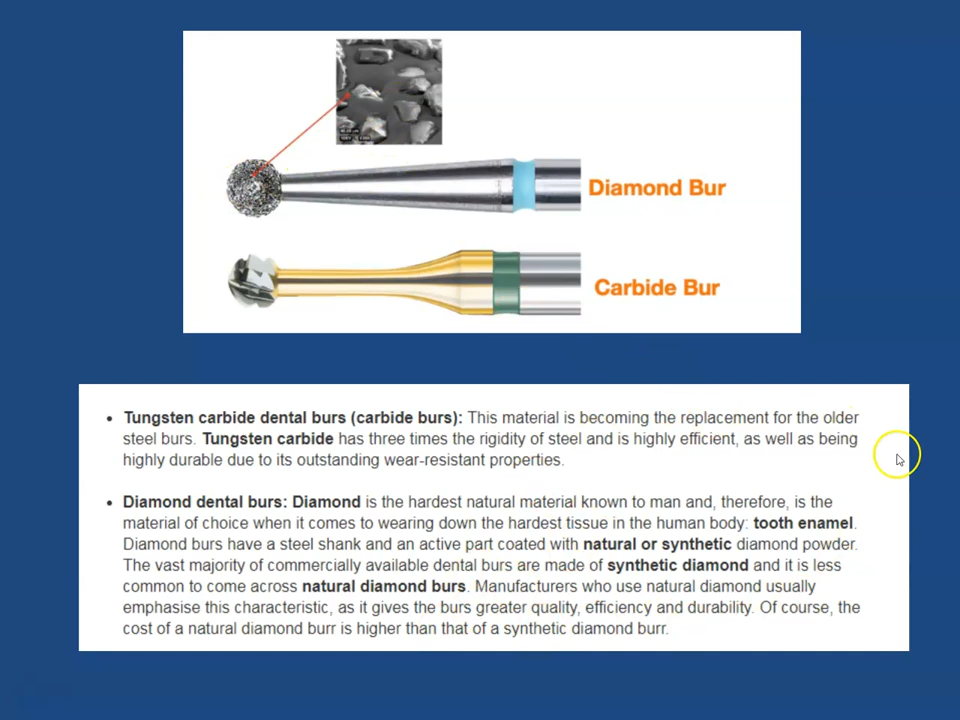 Diamond Bur
Carbide Bur
• Tungsten carbide dental burs (carbide burs): This material is becoming the replacement for the older
steel burs. Tungsten carbide has three times the rigidity of steel and is highly efficient, as well as being
highly durable due to its outstanding wear-resistant properties.
• Diamond dental burs: Diamond is the hardest natural material known to man and, therefore, is the
material of choice when it comes to wearing down the hardest tissue in the human body: tooth enamel.
Diamond burs have a steel shank and an active part coated with natural or synthetic diamond powder.
The vast majority of commercially available dental burs are made of synthetic diamond and it is less
common to come across natural diamond burs. Manufacturers who use natural diamond usually
emphasise this characteristic, as it gives the burs greater quality, efficiency and durability. Of course, the
cost of a natural diamond burr is higher than that of a synthetic diamond burr.